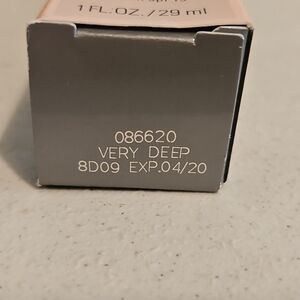 1 FL.OZ./29 ml
086620
VERY DEEP
8D09 EXP.04/20